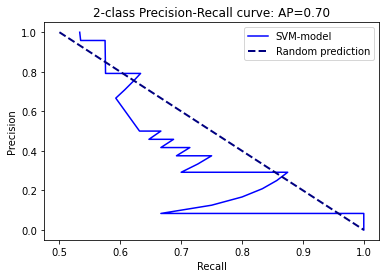 2-class Precision-Recall curve: AP=0.70
SVM-model
Random prediction
Precision
1.0
0.8
0.6
0.4
0.2
0.0
0.5 0.6 0.7 0.8 0.9 1.0
Recall